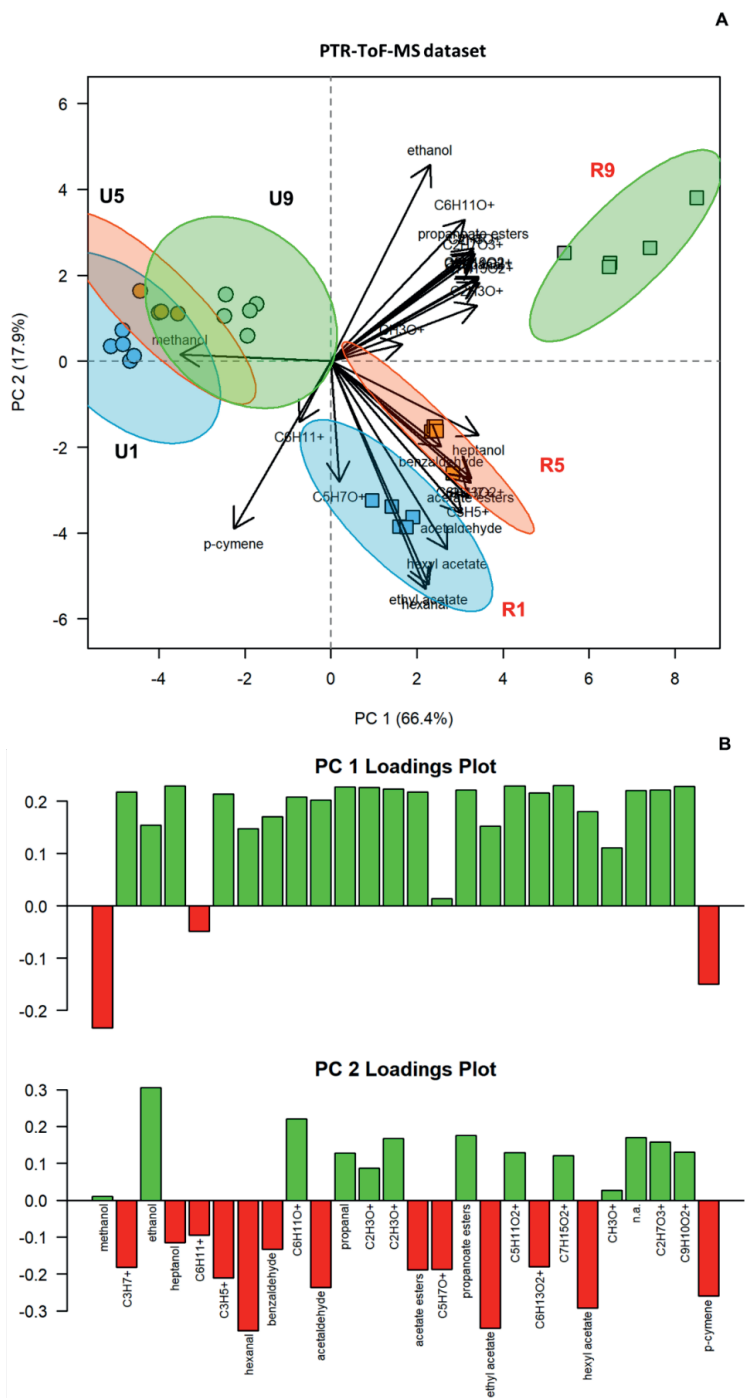 A
PTR-ToF-MS dataset
6
4
2
0
-2
-4
-6
PC 2 (17.9%)
U5
U9
R9
ethanol
C6H11O+
propanoate esters
C2H7O3+
C2H3O+
CH3O+
methanol
U1
C6H11+
heptanol
benzaldehyde
R5
C5H7O+
acetate esters
C3H5+
acetaldehyde
p-cymene
hexyl acetate
ethyl acetate
hexanal
R1
-4
-2
0
2
4
6
8
PC 1 (66.4%)
B
PC 1 Loadings Plot
0.2
0.1
0.0
-0.1
-0.2
PC 2 Loadings Plot
0.3
0.2
0.1
0.0
-0.1
-0.2
-0.3
methanol
C3H7+
ethanol
heptanol
C6H11+
C3H5+
hexanal
benzaldehyde
C6H11O+
acetaldehyde
propanal
C2H3O+
C2H3O+
acetate esters
C5H7O+
propanoate esters
ethyl acetate
C5H11O2+
C6H13O2+
C7H15O2+
hexyl acetate
CH3O+
n.a.
C2H7O3+
C9H10O2+
p-cymene